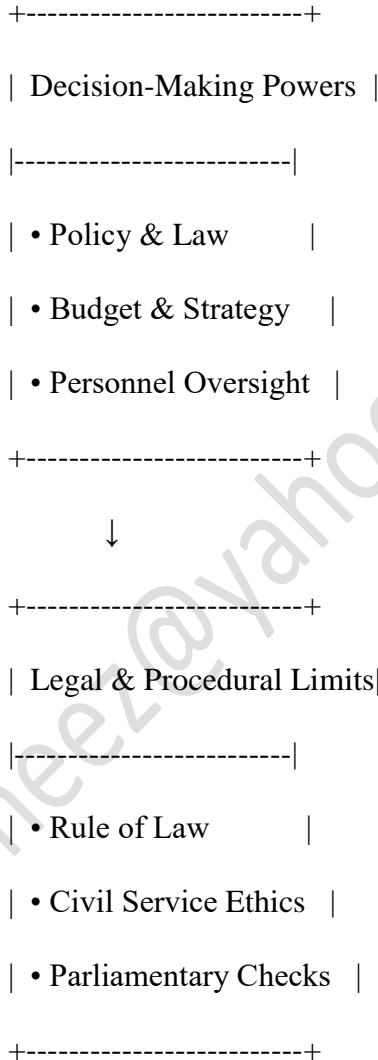 +--------------------------+
| Decision-Making Powers |
|--------------------------|
| • Policy & Law |
| • Budget & Strategy |
| • Personnel Oversight |
+--------------------------+
↓
+--------------------------+
| Legal & Procedural Limits|
|--------------------------|
| • Rule of Law |
| • Civil Service Ethics |
| • Parliamentary Checks |
+--------------------------+